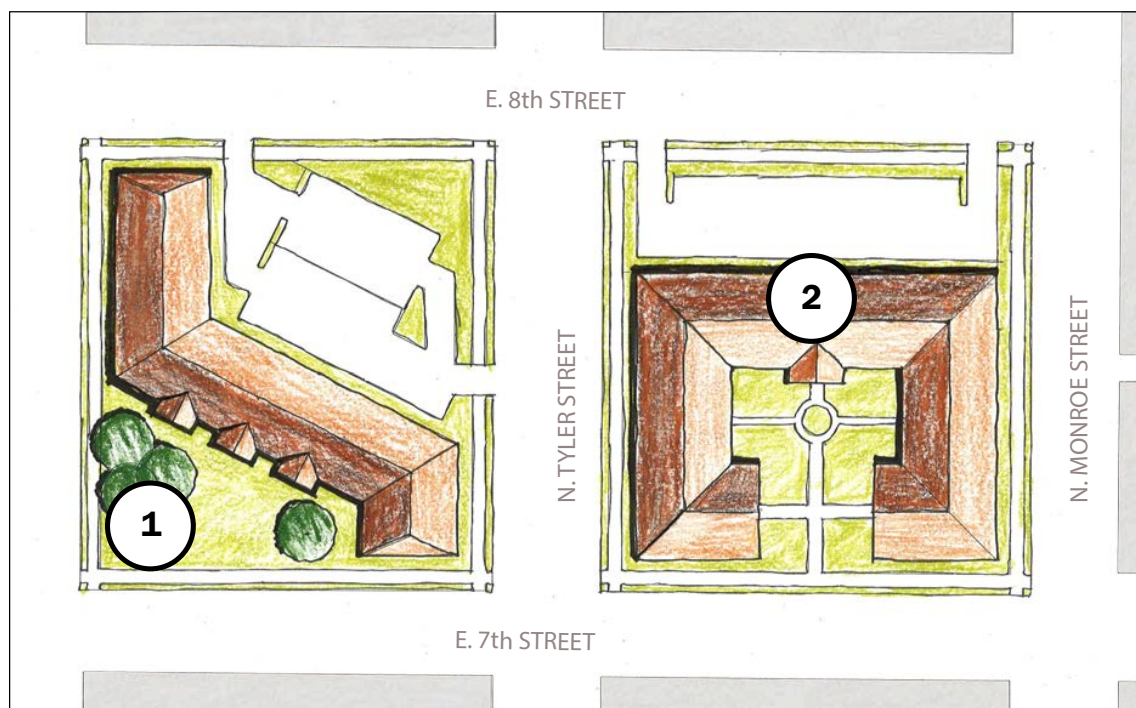 E. 8th STREET
2
N. TYLER STREET
N. MONROE STREET
1
E. 7th STREET